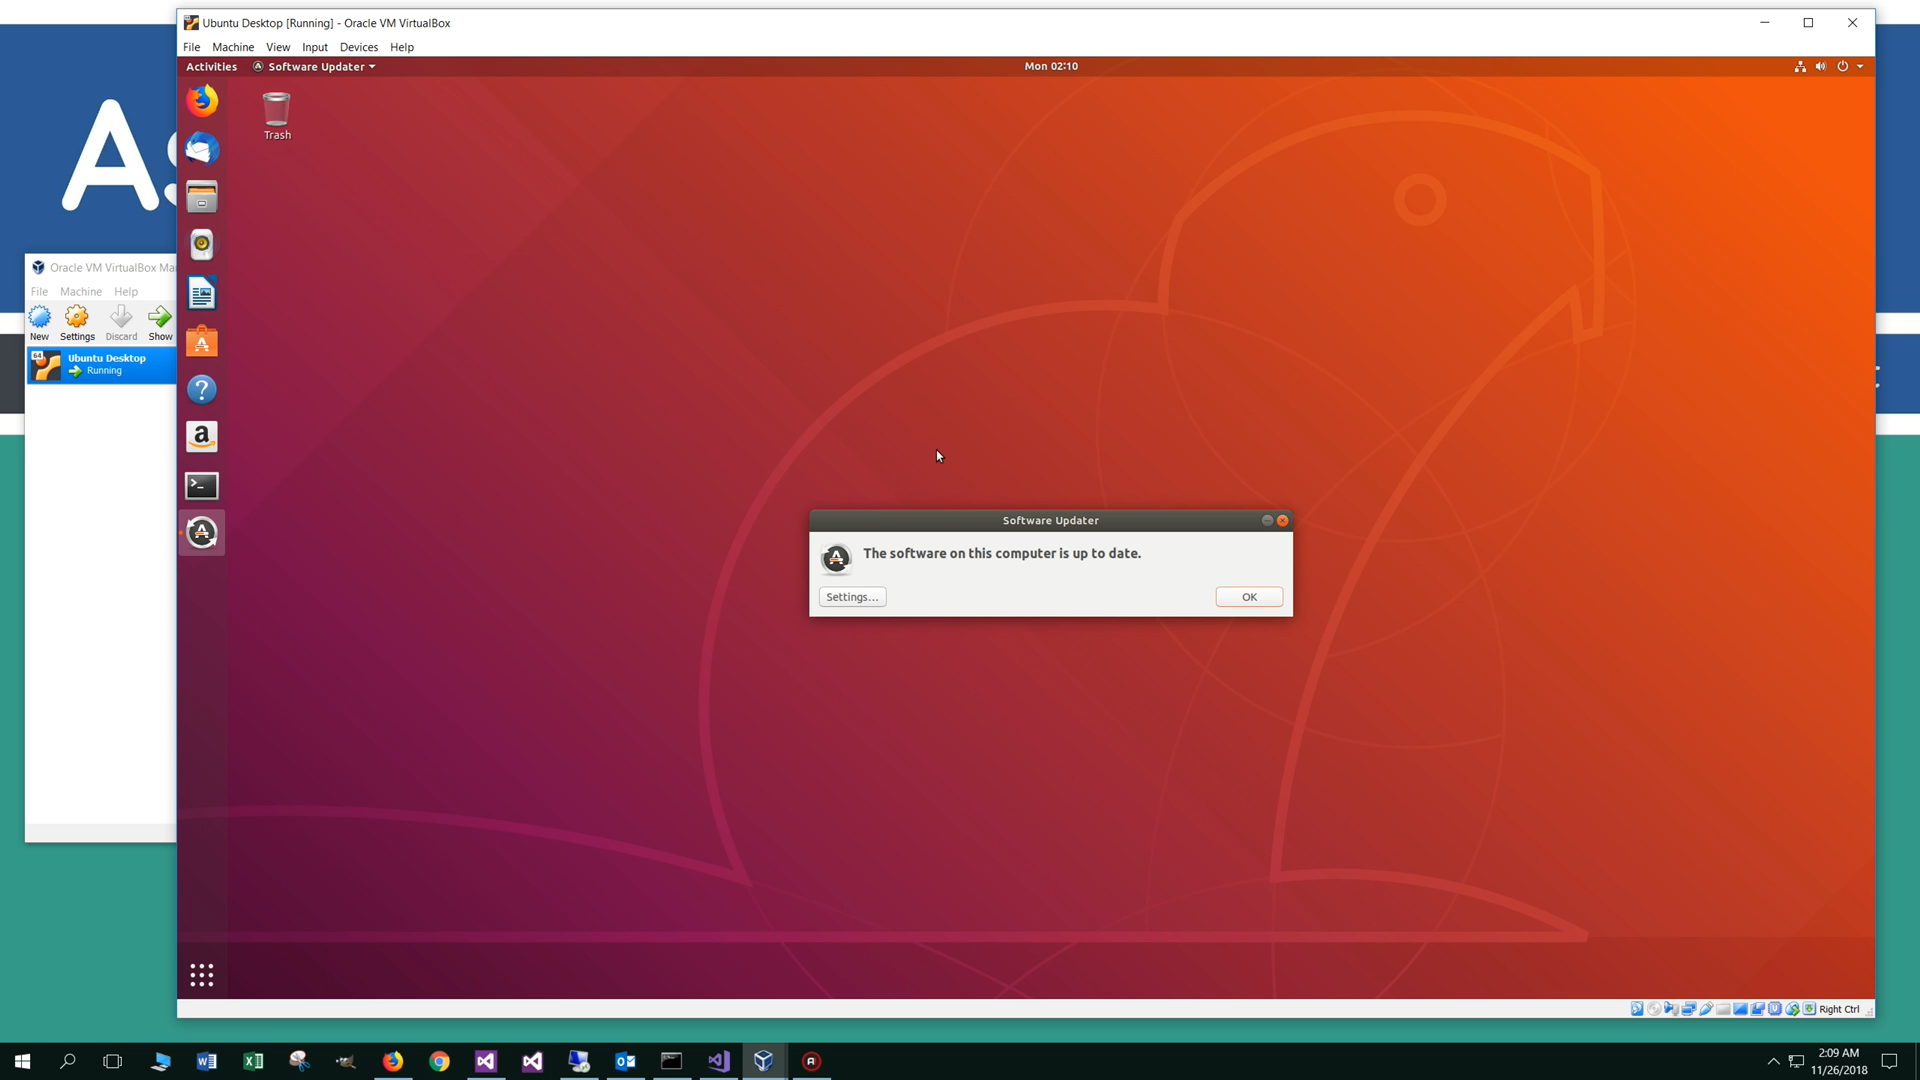 Ubuntu Desktop [Running] - Oracle VM VirtualBox
File Machine View Input Devices Help
Activities Software Updater Mon 02:10
Trash
Oracle VM VirtualBox
File Machine Help
New Settings Discard Show
64
Ubuntu Desktop
Running
Software Updater
The software on this computer is up to date.
Settings... OK
Right Ctrl
2:09 AM
11/26/2018